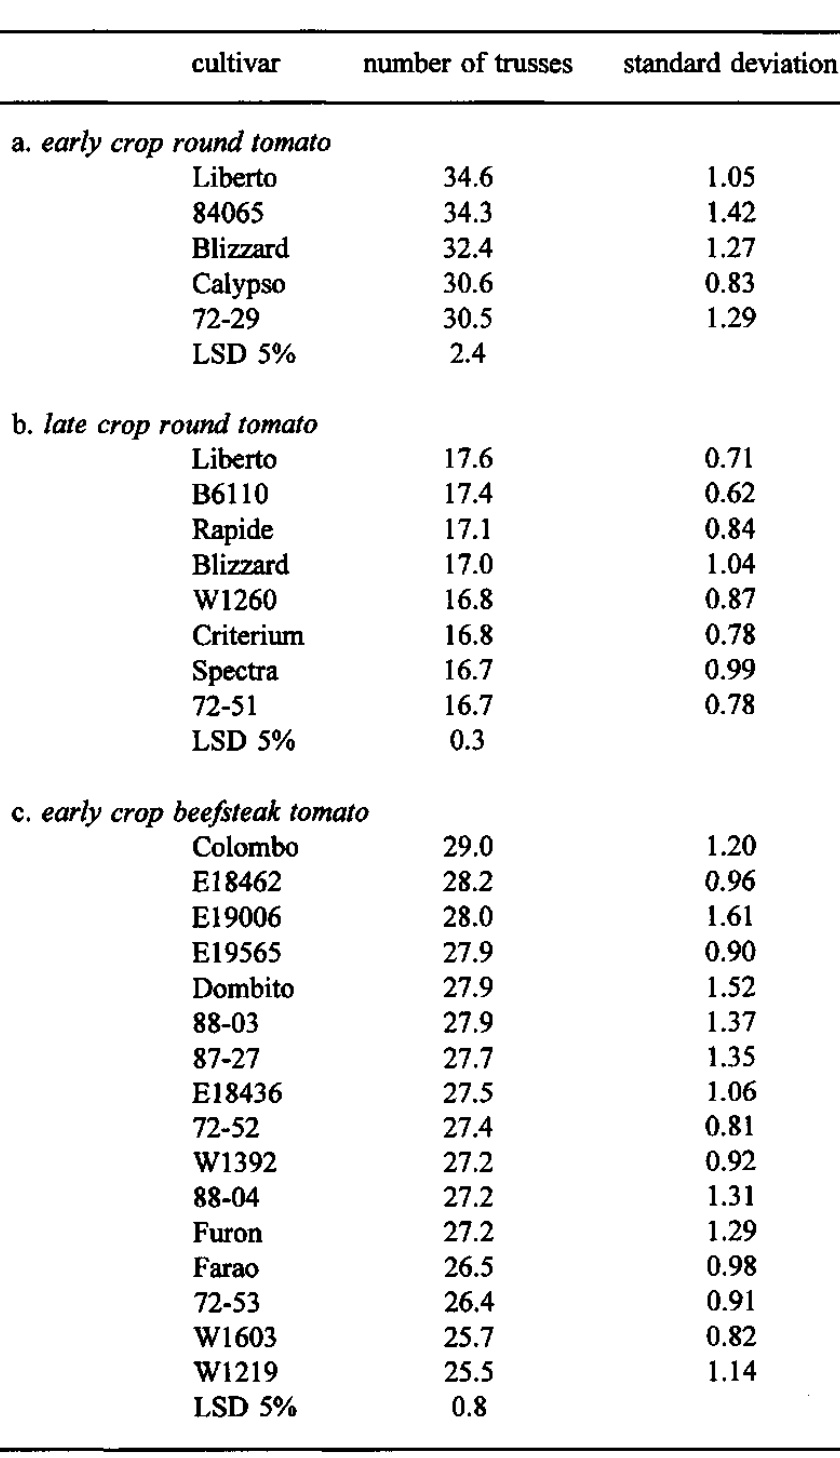 cultivar number of trusses standard deviation
a. early crop round tomato
Liberto 34.6 1.05
84065 34.3 1.42
Blizzard 32.4 1.27
Calypso 30.6 0.83
72-29 30.5 1.29
LSD 5% 2.4
b. late crop round tomato
Liberto 17.6 0.71
B6110 17.4 0.62
Rapide 17.1 0.84
Blizzard 17.0 1.04
W1260 16.8 0.87
Criterium 16.8 0.78
Spectra 16.7 0.99
72-51 16.7 0.78
LSD 5% 0.3
c. early crop beefsteak tomato
Colombo 29.0 1.20
E18462 28.2 0.96
E19006 28.0 1.61
E19565 27.9 0.90
Dombito 27.9 1.52
88-03 27.9 1.37
87-27 27.7 1.35
E18436 27.5 1.06
72-52 27.4 0.81
W1392 27.2 0.92
88-04 27.2 1.31
Furon 27.2 1.29
Farao 26.5 0.98
72-53 26.4 0.91
W1603 25.7 0.82
W1219 25.5 1.14
LSD 5% 0.8